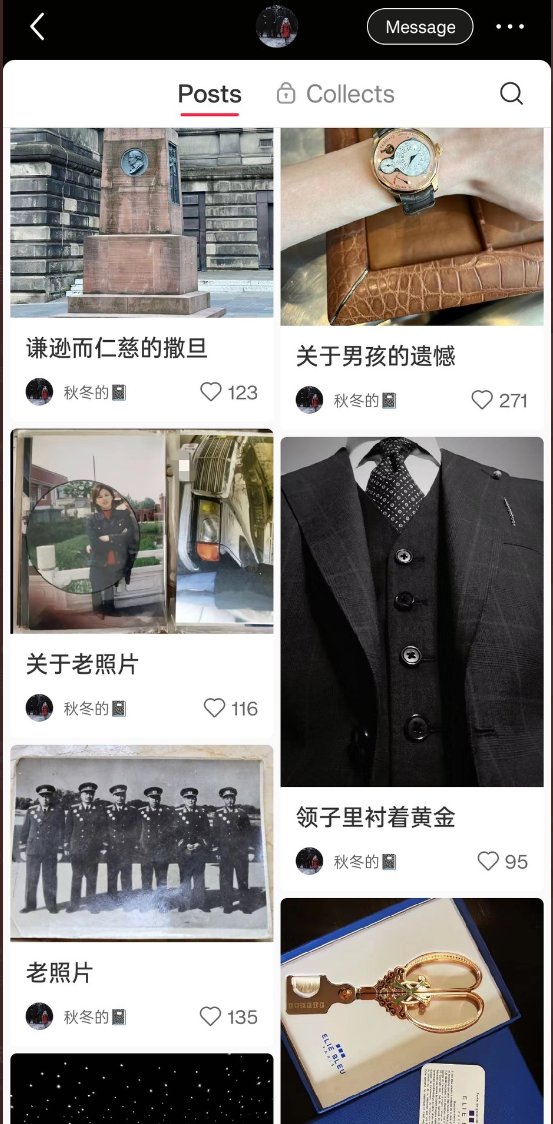 Message
Posts
Collects
谦逊而仁慈的撒旦
秋冬的📓
123
关于男孩的遗憾
秋冬的📓
271
关于老照片
秋冬的📓
116
领子里衬着黄金
秋冬的📓
95
老照片
秋冬的📓
135
ELIE BLEU
PARIS